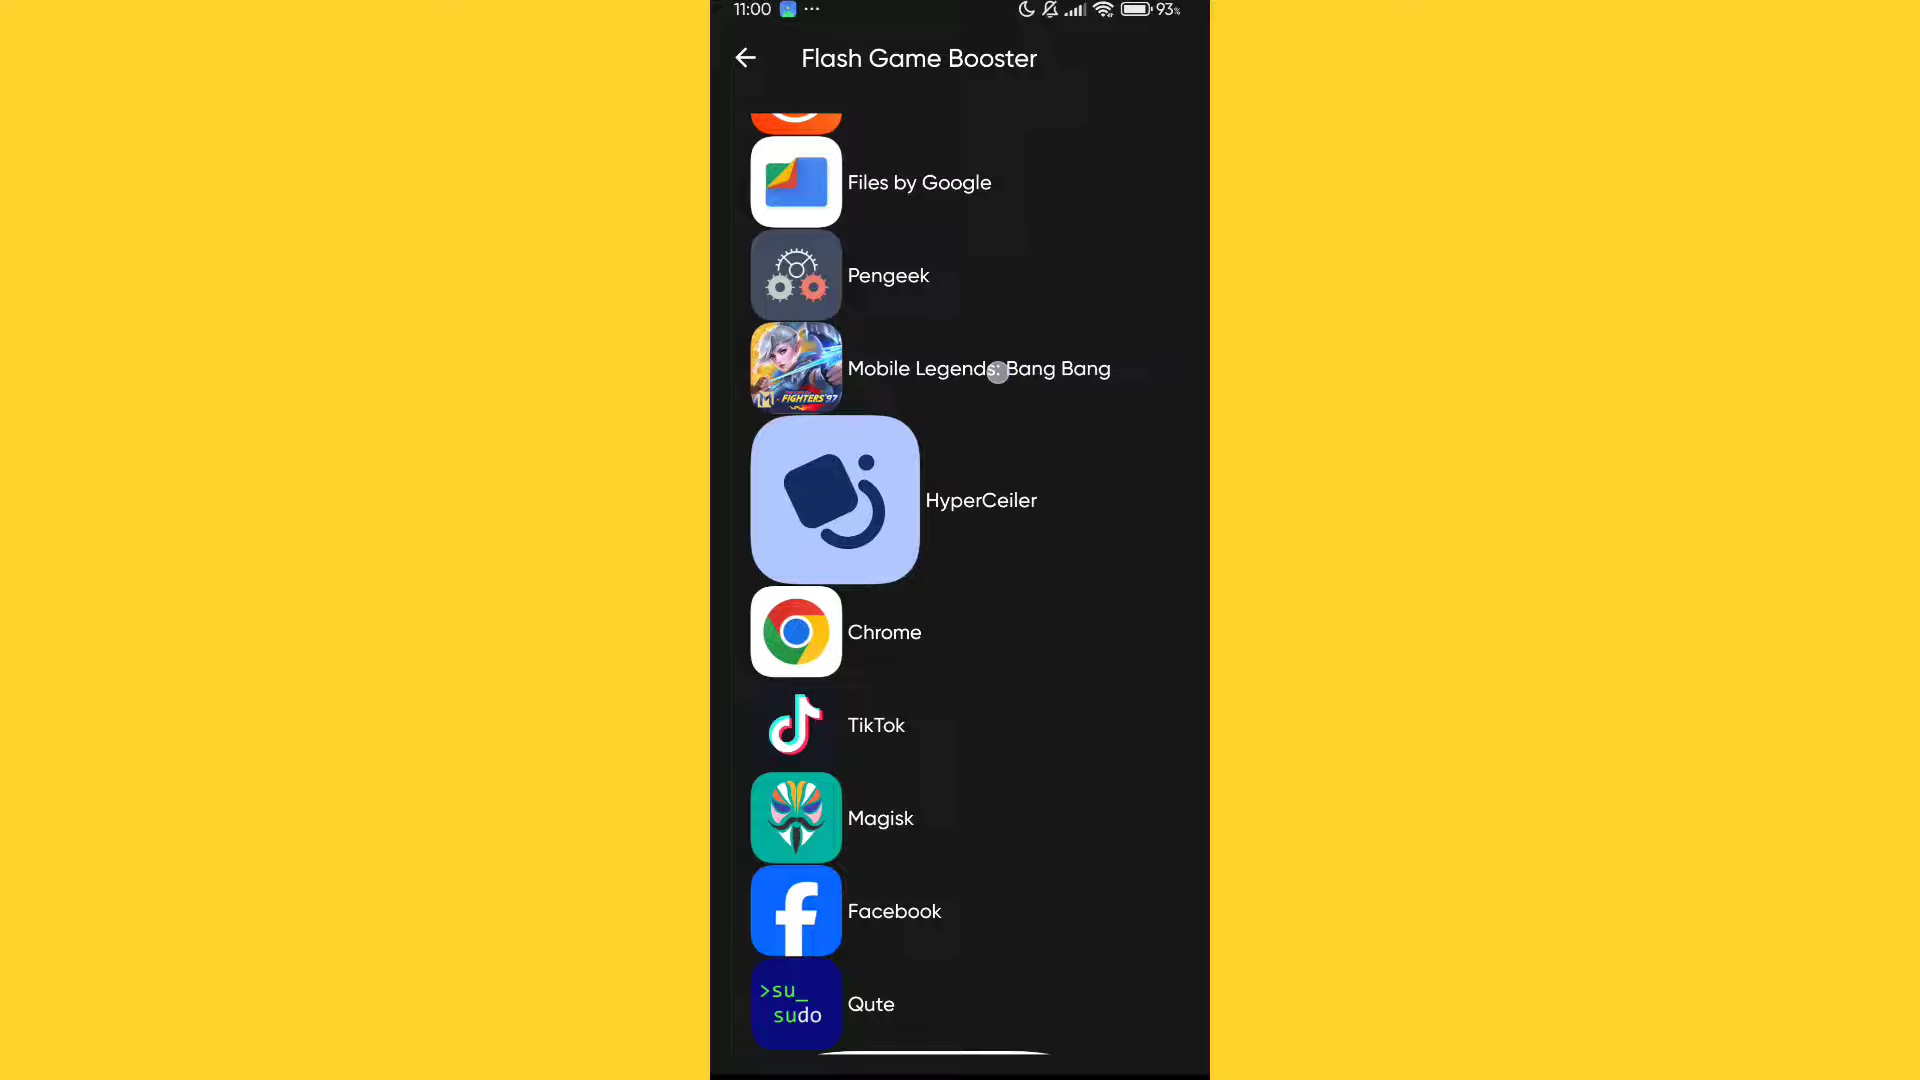 11:00 ... 93%
Flash Game Booster
Files by Google
Pengeek
Mobile Legends: Bang Bang
FIGHTERS'97
HyperCeiler
Chrome
TikTok
Magisk
Facebook
>su_
sudo
Qute